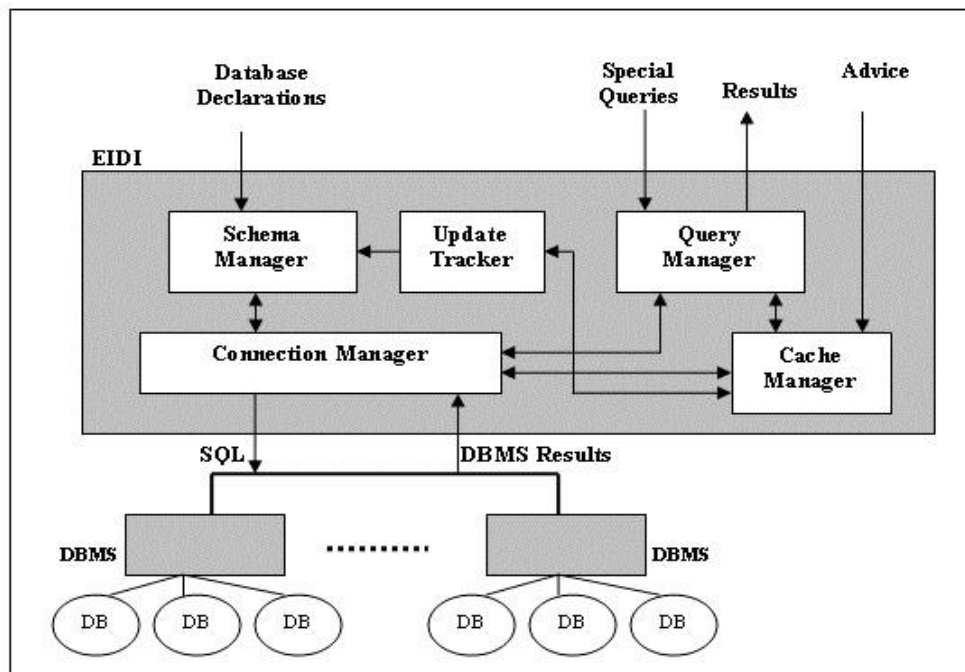 Database
Declarations
Special
Queries
Results
Advice
EIDI
Schema
Manager
Update
Tracker
Query
Manager
Connection Manager
Cache
Manager
SQL
DBMS Results
DBMS
DBMS
DB
DB
DB
DB
DB
DB